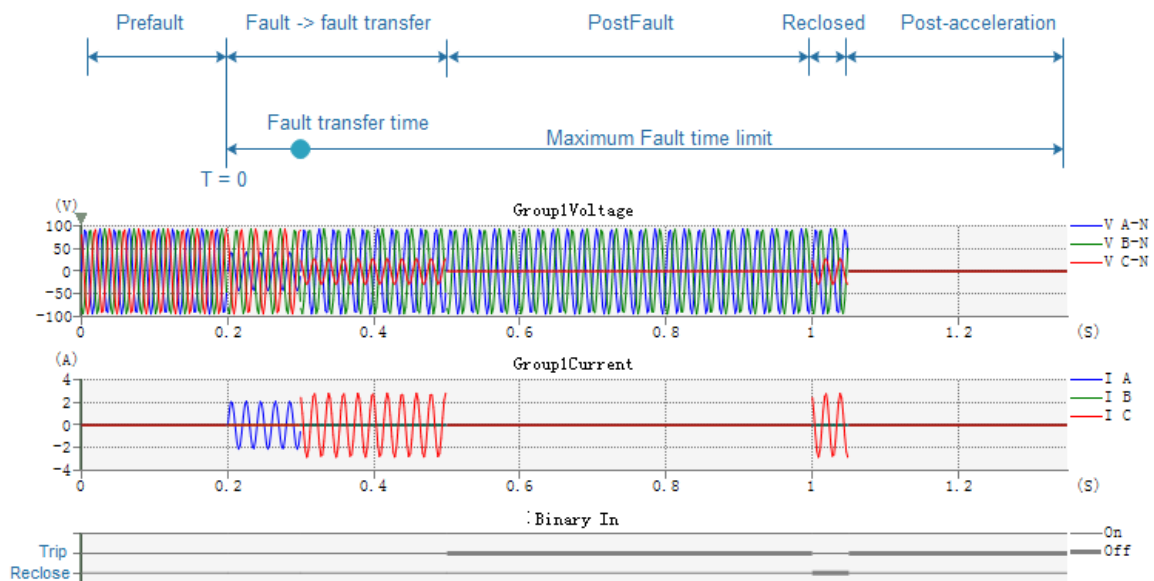 Prefault Fault -> fault transfer PostFault Reclosed Post-acceleration
Fault transfer time
Maximum Fault time limit
T = 0
(V) Group1Voltage
100
50
0
-50
-100
V A-N
V B-N
V C-N
0 0.2 0.4 0.6 0.8 1 1.2 (S)
(A) Group1Current
4
2
0
-2
-4
I A
I B
I C
0 0.2 0.4 0.6 0.8 1 1.2 (S)
:Binary In
On
Trip Off
Reclose